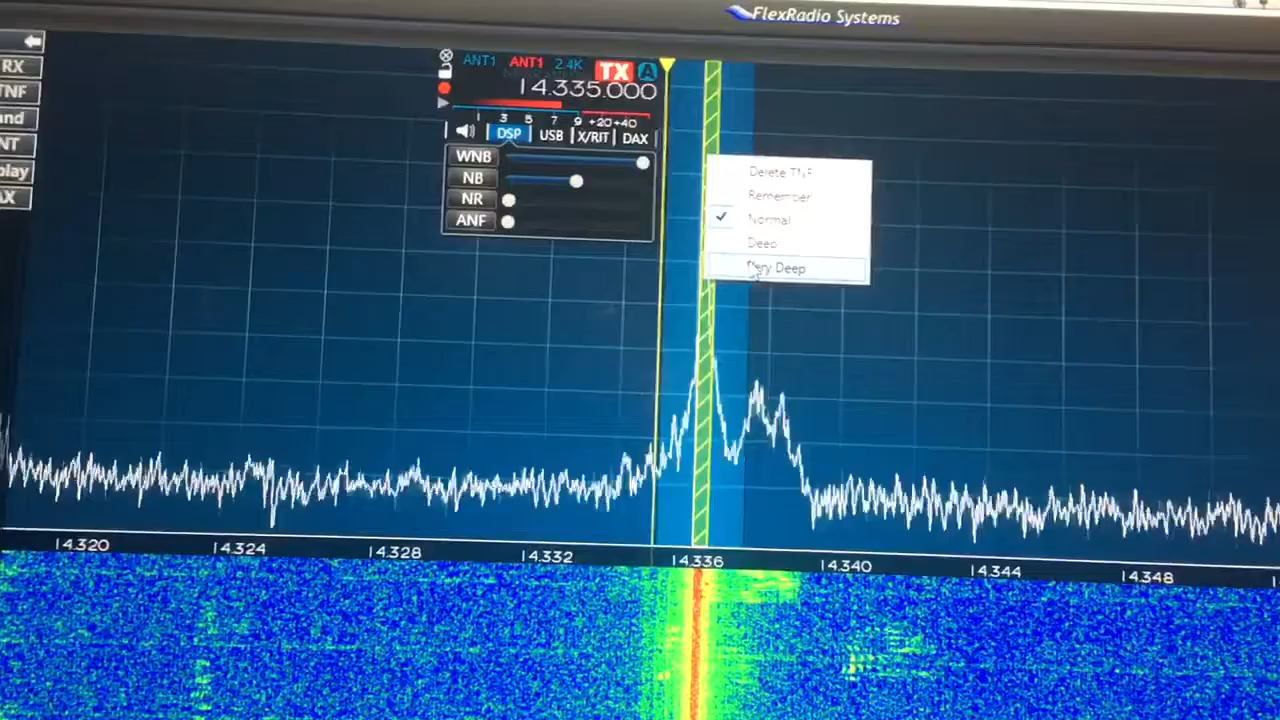 FlexRadio Systems
RX
TNF
nd
NT
play
AX
ANT1 ANT1 2.4K TX A
14.335.000
1 3 5 7 9 +20 +40
DSP USB X/RIT DAX
WNB
NB
NR
ANF
Delete TNF
Remember
Normal
Deep
Very Deep
14.320 14.324 14.328 14.332 14.336 14.340 14.344 14.348